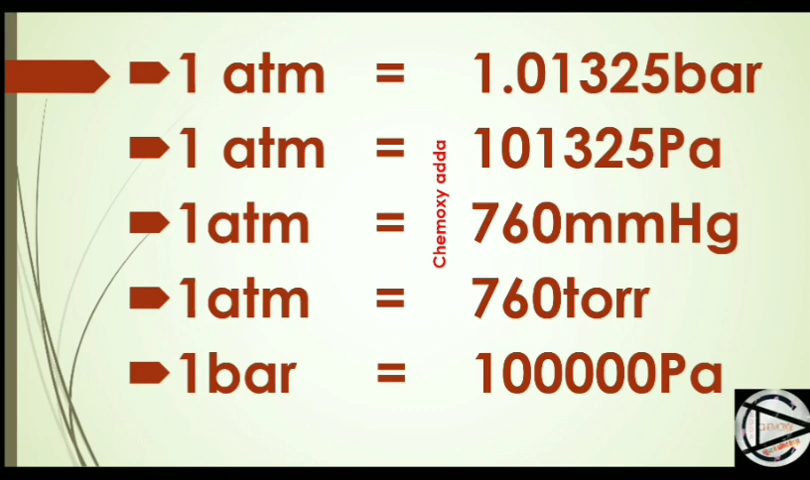 1 atm = 1.01325bar
1 atm = 101325Pa
1atm = 760mmHg
1atm = 760torr
1bar = 100000Pa
Chemoxy adda